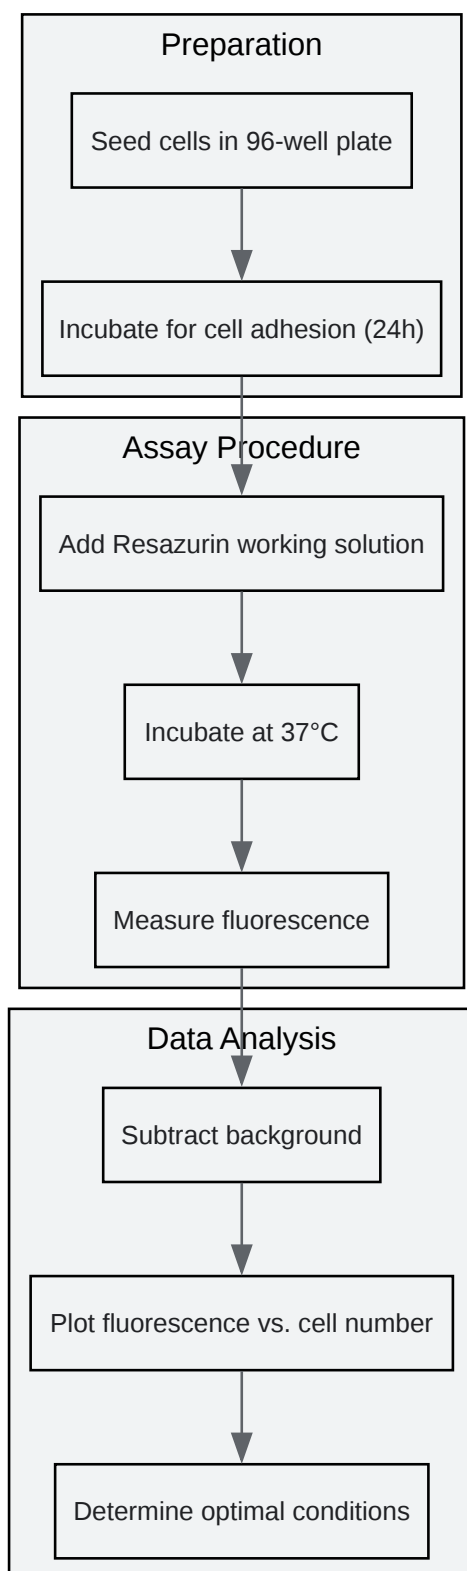 Preparation
Seed cells in 96-well plate
Incubate for cell adhesion (24h)
Assay Procedure
Add Resazurin working solution
Incubate at 37°C
Measure fluorescence
Data Analysis
Subtract background
Plot fluorescence vs. cell number
Determine optimal conditions